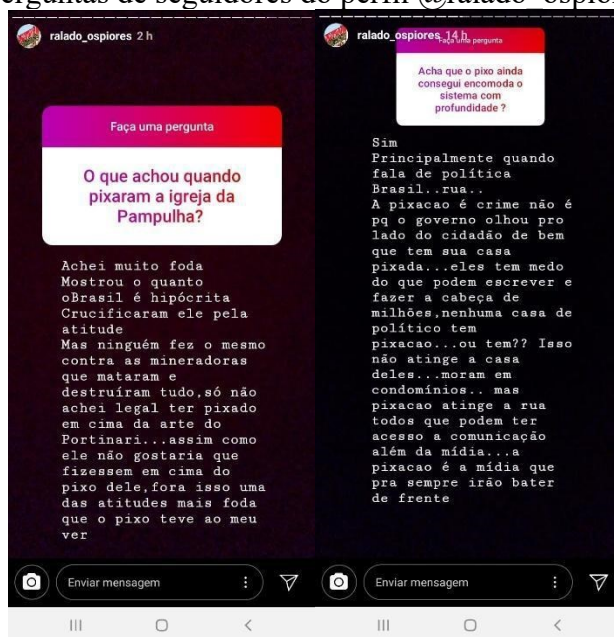 perguntas de seguidores do perfil @ralado_ospiores
ralado_ospiores 2 h
Faça uma pergunta
O que achou quando
pixaram a igreja da
Pampulha?
Achei muito foda
Mostrou o quanto
oBrasil é hipócrita
Crucificaram ele pela
atitude
Mas ninguém fez o mesmo
contra as mineradoras
que mataram e
destruíram tudo,só não
achei legal ter pixado
em cima da arte do
Portinari...assim como
ele não gostaria que
fizessem em cima do
pixo dele,fora isso uma
das atitudes mais foda
que o pixo teve ao meu
ver
Enviar mensagem
ralado_ospiores 14 h
Faça uma pergunta
Acha que o pixo ainda
consegui encomoda o
sistema com
profundidade ?
Sim
Principalmente quando
fala de política
Brasil..rua..
A pixacao é crime não é
pq o governo olhou pro
lado do cidadão de bem
que tem sua casa
pixada...eles tem medo
do que podem escrever e
fazer a cabeça de
milhões,nenhuma casa de
político tem
pixacao...ou tem?? Isso
não atinge a casa
deles...moram em
condomínios.. mas
pixacao atinge a rua
todos que podem ter
acesso a comunicação
além da mídia...a
pixacao é a mídia que
pra sempre irão bater
de frente
Enviar mensagem